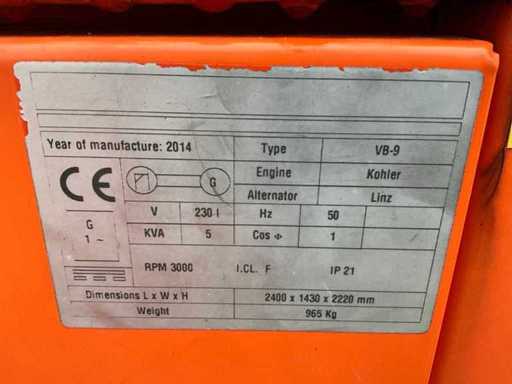 Year of manufacture: 2014 Type VB-9
CE Engine Kohler
G Alternator Linz
G V 230 I Hz 50
1 ~ KVA 5 Cos ф 1
RPM 3000 I.CL. F IP 21
Dimensions L x W x H 2400 x 1430 x 2220 mm
Weight 965 Kg